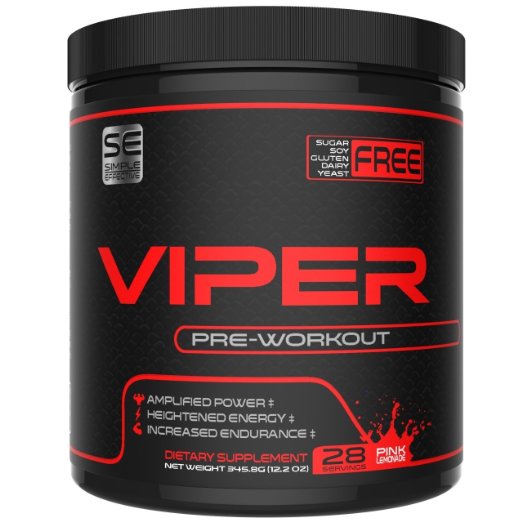 SE
SIMPLE
EFFECTIVE
SUGAR
SOY
GLUTEN
DAIRY
YEAST
FREE
VIPER
PRE-WORKOUT
AMPLIFIED POWER ‡
HEIGHTENED ENERGY ‡
INCREASED ENDURANCE ‡
DIETARY SUPPLEMENT
NET WEIGHT 345.8G (12.2 OZ)
28
SERVINGS
PINK
LEMONADE